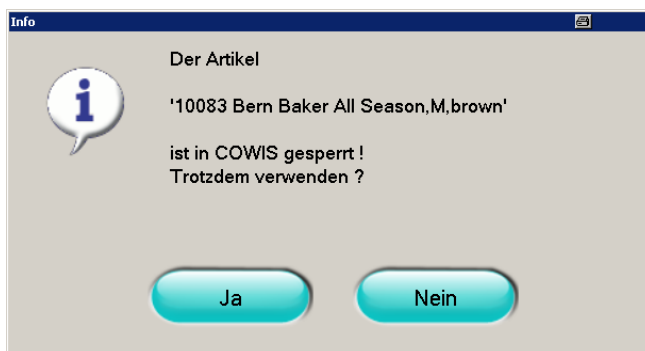 Info
Der Artikel
'10083 Bern Baker All Season,M,brown'
ist in COWIS gesperrt !
Trotzdem verwenden ?
Ja
Nein